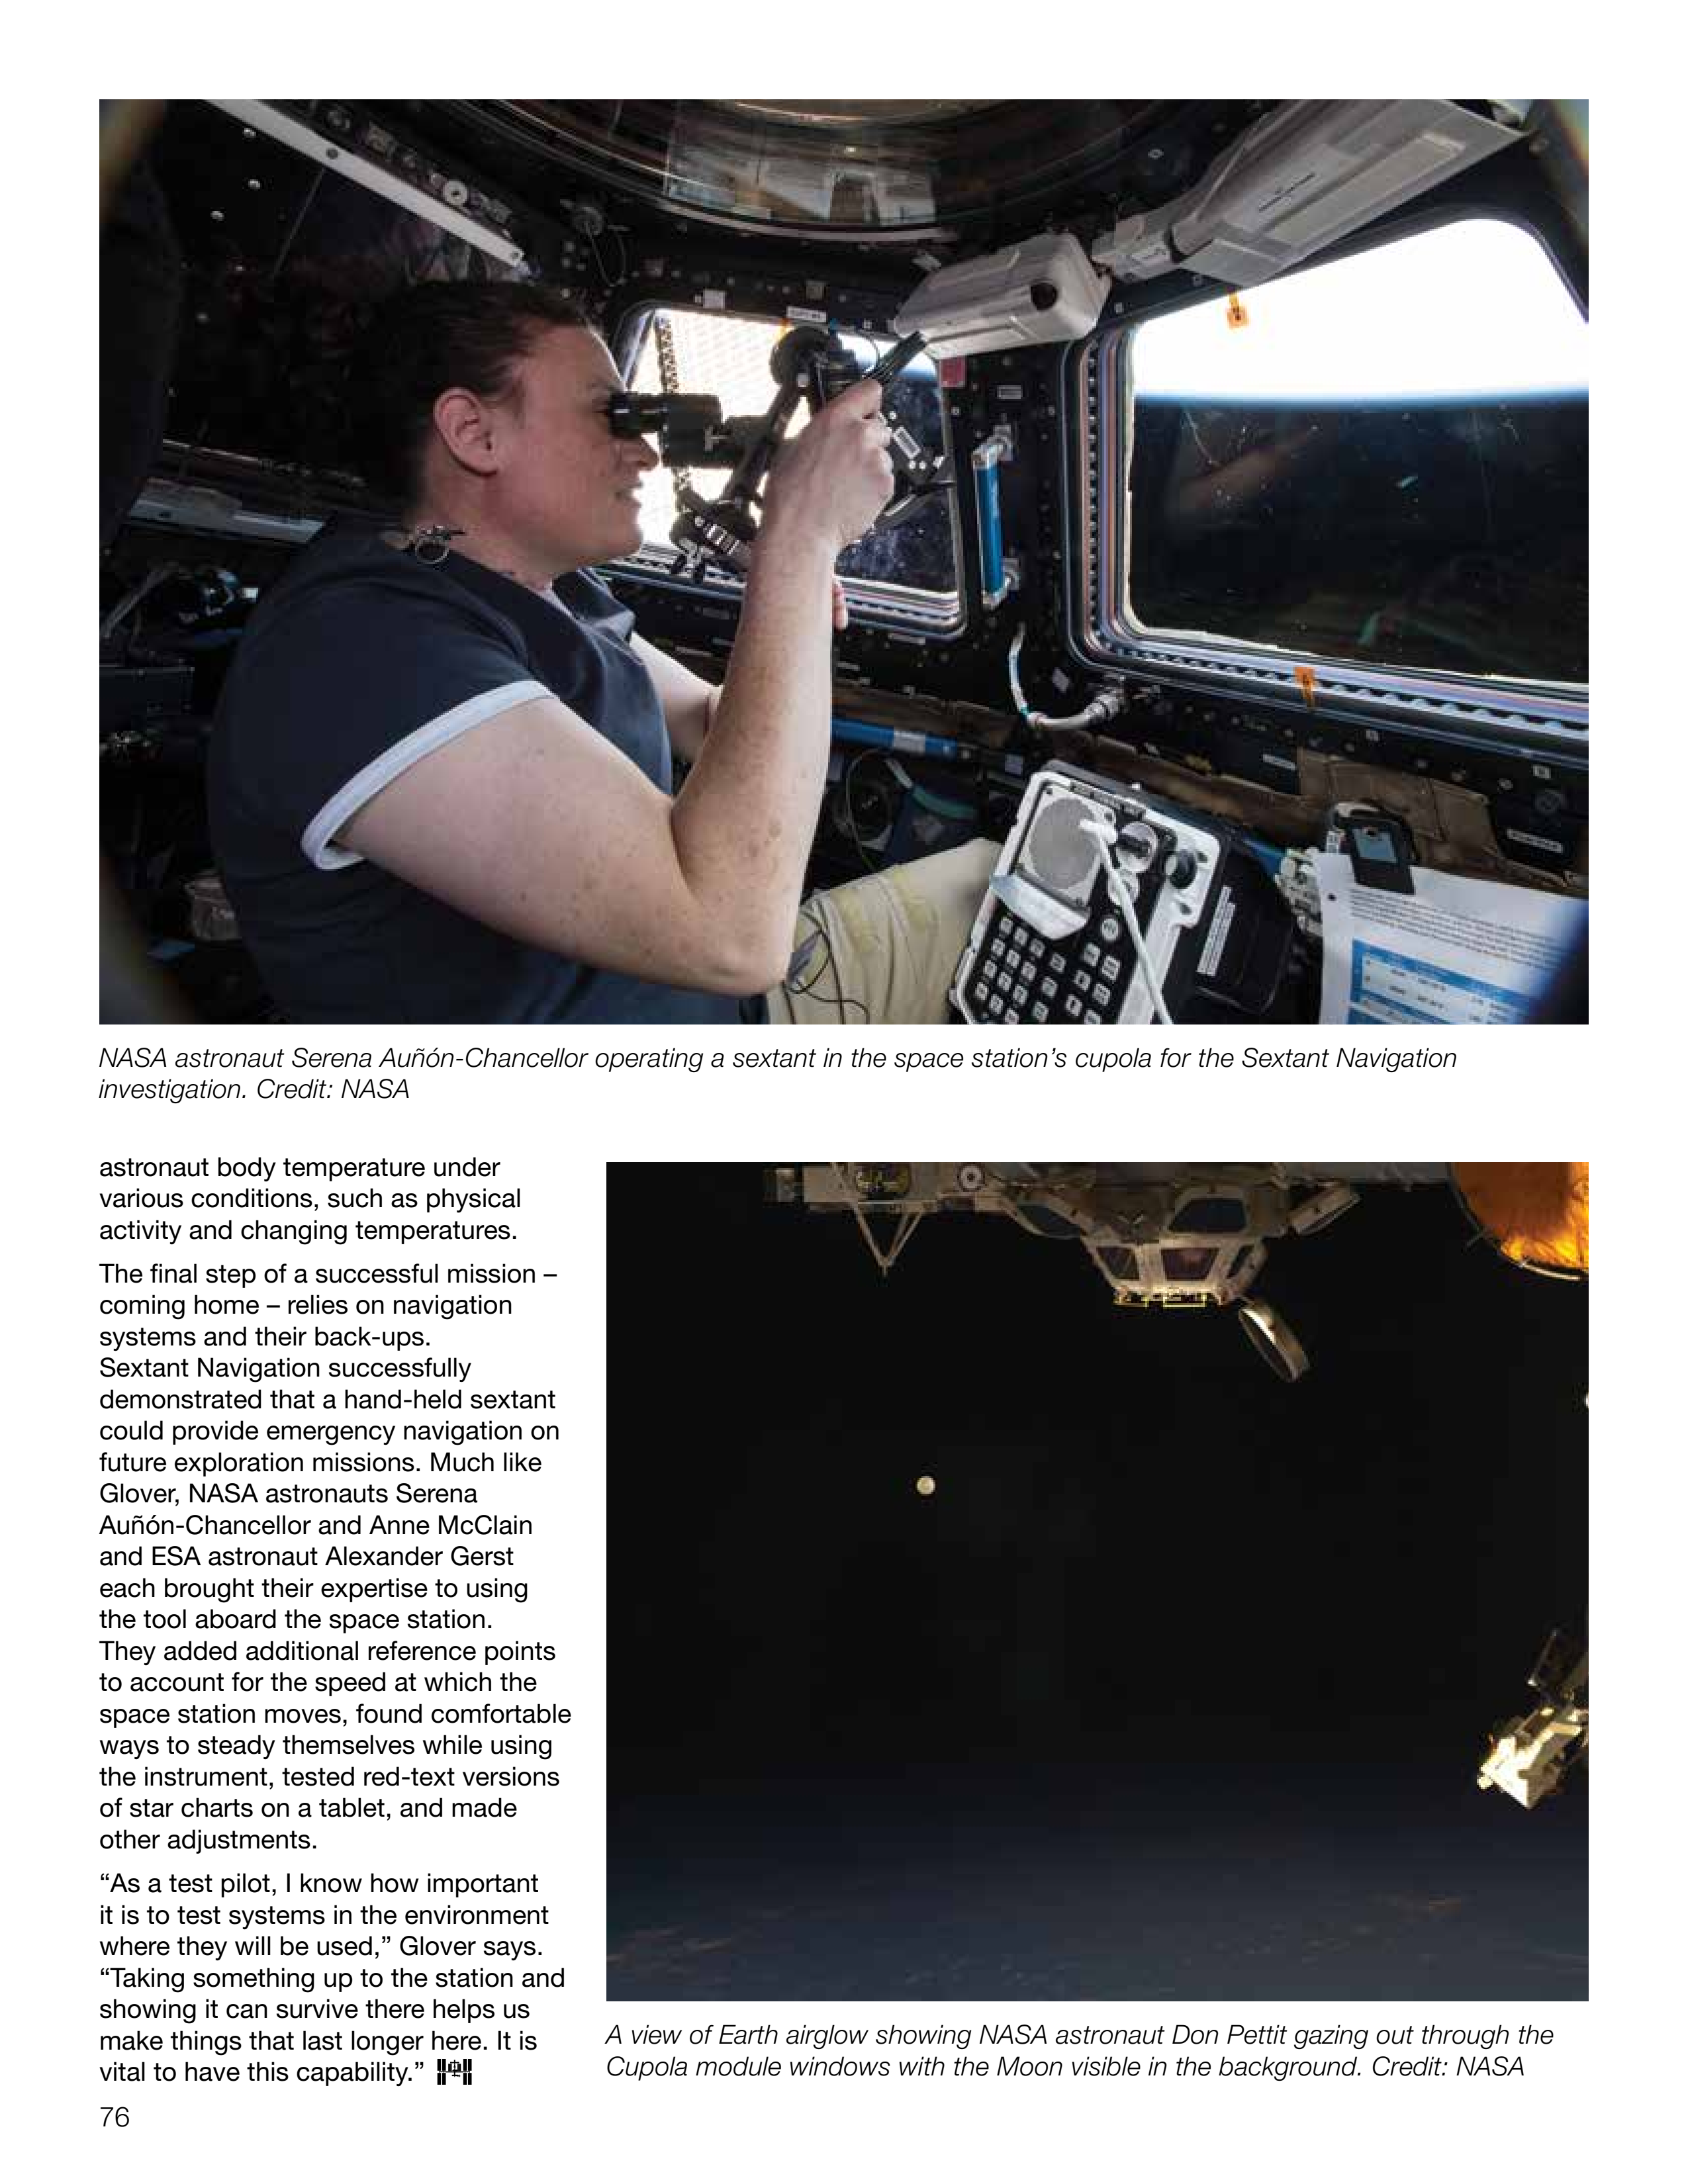 NASA astronaut Serena Auñón-Chancellor operating a sextant in the space station’s cupola for the Sextant Navigation
investigation. Credit: NASA
astronaut body temperature under
various conditions, such as physical
activity and changing temperatures.
The final step of a successful mission –
coming home – relies on navigation
systems and their back-ups.
Sextant Navigation successfully
demonstrated that a hand-held sextant
could provide emergency navigation on
future exploration missions. Much like
Glover, NASA astronauts Serena
Auñón-Chancellor and Anne McClain
and ESA astronaut Alexander Gerst
each brought their expertise to using
the tool aboard the space station.
They added additional reference points
to account for the speed at which the
space station moves, found comfortable
ways to steady themselves while using
the instrument, tested red-text versions
of star charts on a tablet, and made
other adjustments.
“As a test pilot, I know how important
it is to test systems in the environment
where they will be used,” Glover says.
“Taking something up to the station and
showing it can survive there helps us
make things that last longer here. It is
vital to have this capability.”
A view of Earth airglow showing NASA astronaut Don Pettit gazing out through the
Cupola module windows with the Moon visible in the background. Credit: NASA
76